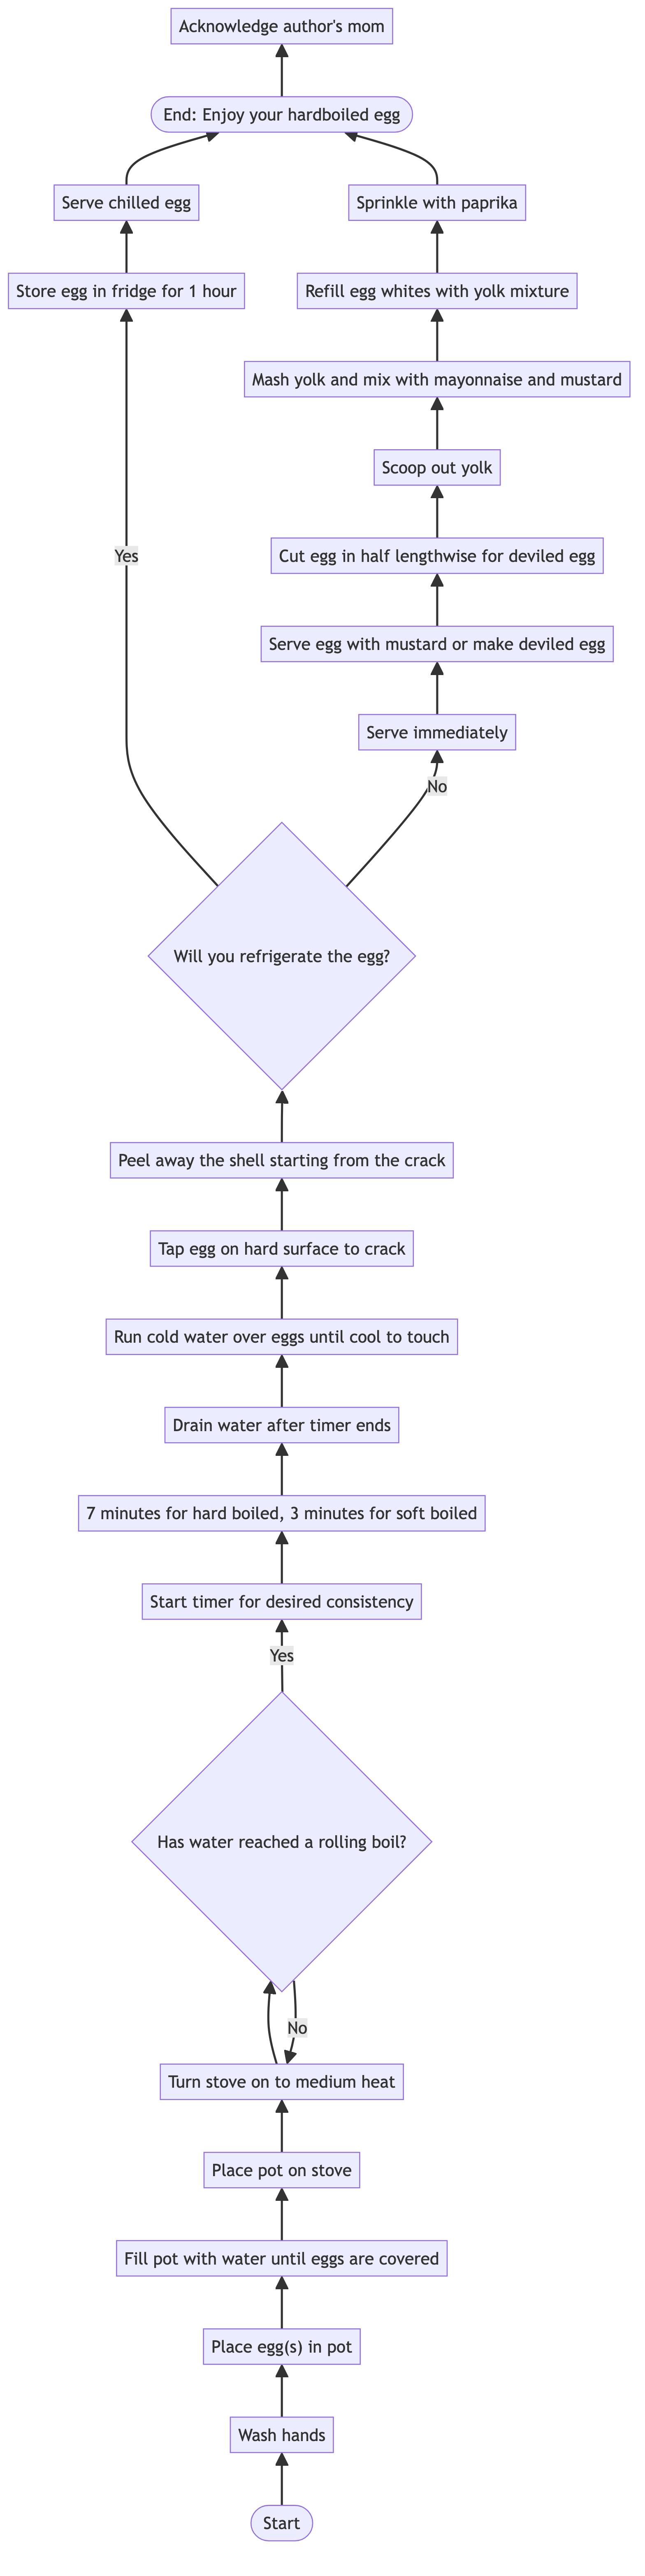 Acknowledge author's mom
End: Enjoy your hardboiled egg
Serve chilled egg
Sprinkle with paprika
Store egg in fridge for 1 hour
Refill egg whites with yolk mixture
Mash yolk and mix with mayonnaise and mustard
Scoop out yolk
Yes
Cut egg in half lengthwise for deviled egg
Serve egg with mustard or make deviled egg
Serve immediately
No
Will you refrigerate the egg?
Peel away the shell starting from the crack
Tap egg on hard surface to crack
Run cold water over eggs until cool to touch
Drain water after timer ends
7 minutes for hard boiled, 3 minutes for soft boiled
Start timer for desired consistency
Yes
Has water reached a rolling boil?
No
Turn stove on to medium heat
Place pot on stove
Fill pot with water until eggs are covered
Place egg(s) in pot
Wash hands
Start